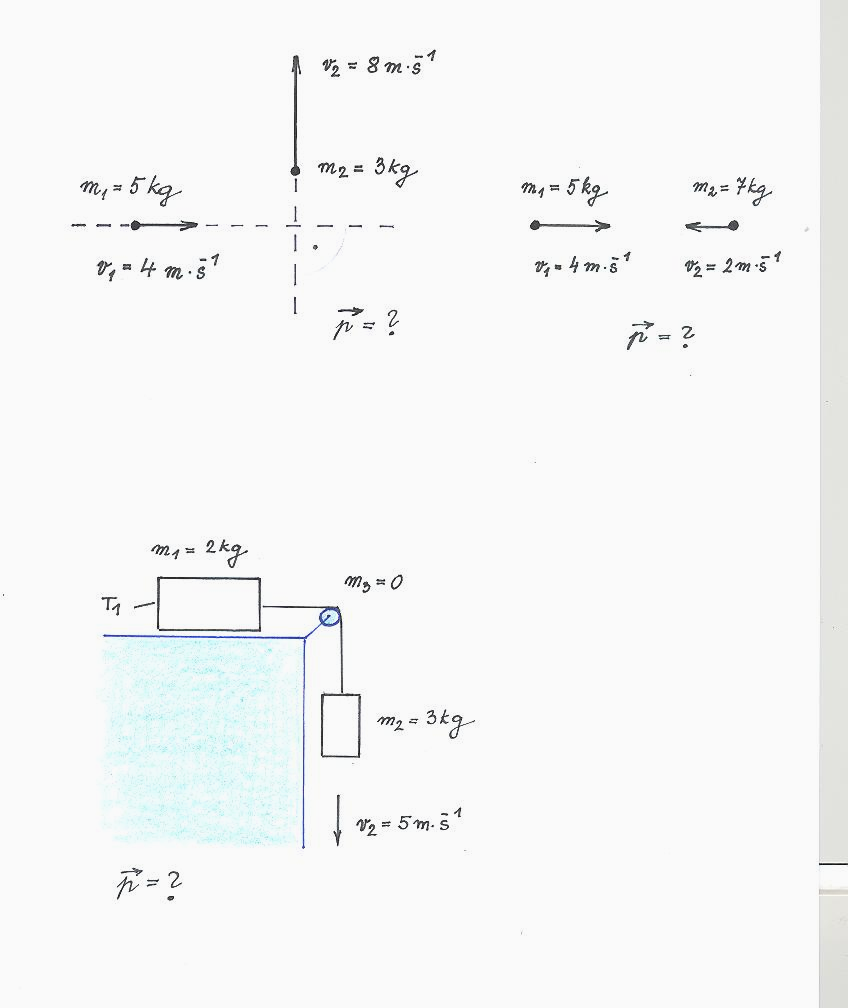 v₂ = 8 m·s⁻¹
m₂ = 3 kg
m₁ = 5 kg
v₁ = 4 m·s⁻¹
p⃗ = ?
m₁ = 5 kg
m₂ = 7 kg
v₁ = 4 m·s⁻¹
v₂ = 2 m·s⁻¹
p⃗ = ?
m₁ = 2 kg
m₃ = 0
T₁
m₂ = 3 kg
v₂ = 5 m·s⁻¹
p⃗ = ?